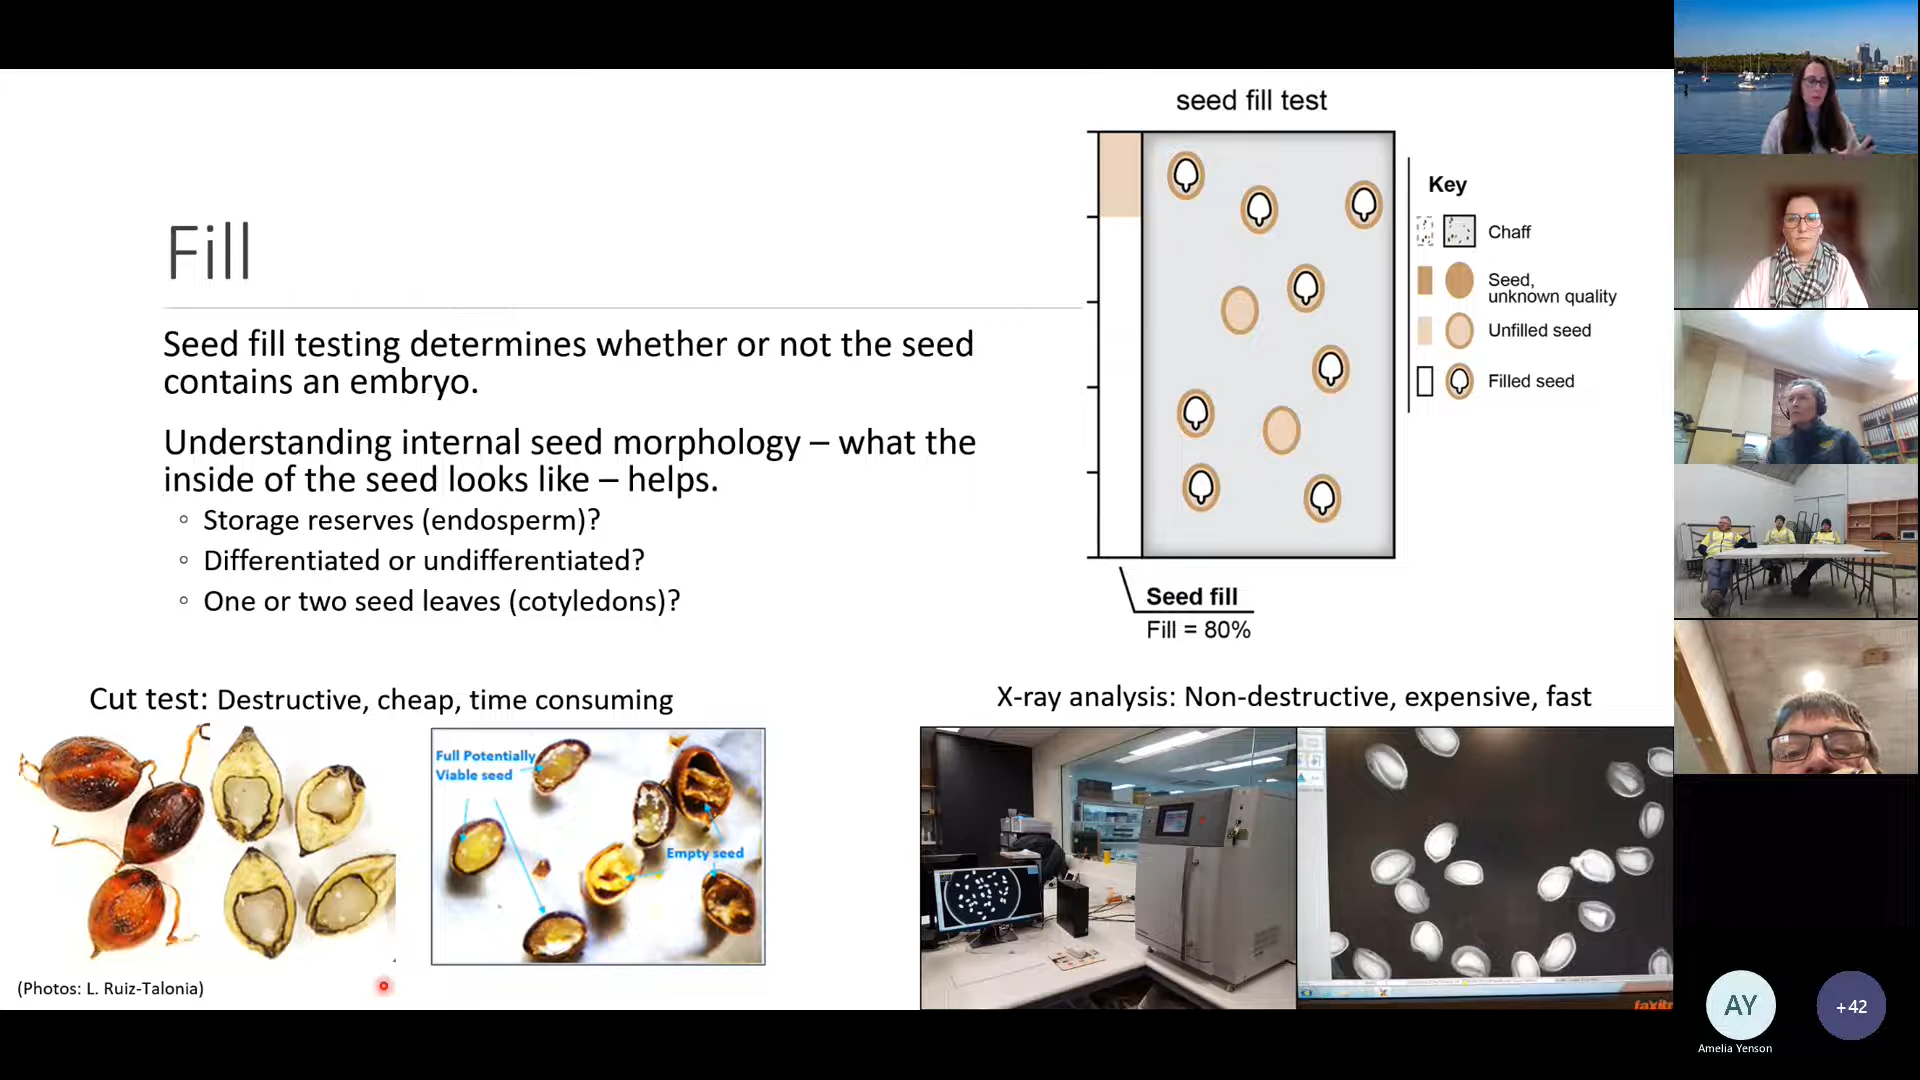 Fill
Seed fill testing determines whether or not the seed
contains an embryo.
Understanding internal seed morphology – what the
inside of the seed looks like – helps.
Storage reserves (endosperm)?
Differentiated or undifferentiated?
One or two seed leaves (cotyledons)?
seed fill test
Key
Chaff
Seed,
unknown quality
Unfilled seed
Filled seed
Seed fill
Fill = 80%
Cut test: Destructive, cheap, time consuming
Full Potentially
Viable seed
Empty seed
(Photos: L. Ruiz-Talonia)
X-ray analysis: Non-destructive, expensive, fast
faxit
AY
Amelia Yenson
+42